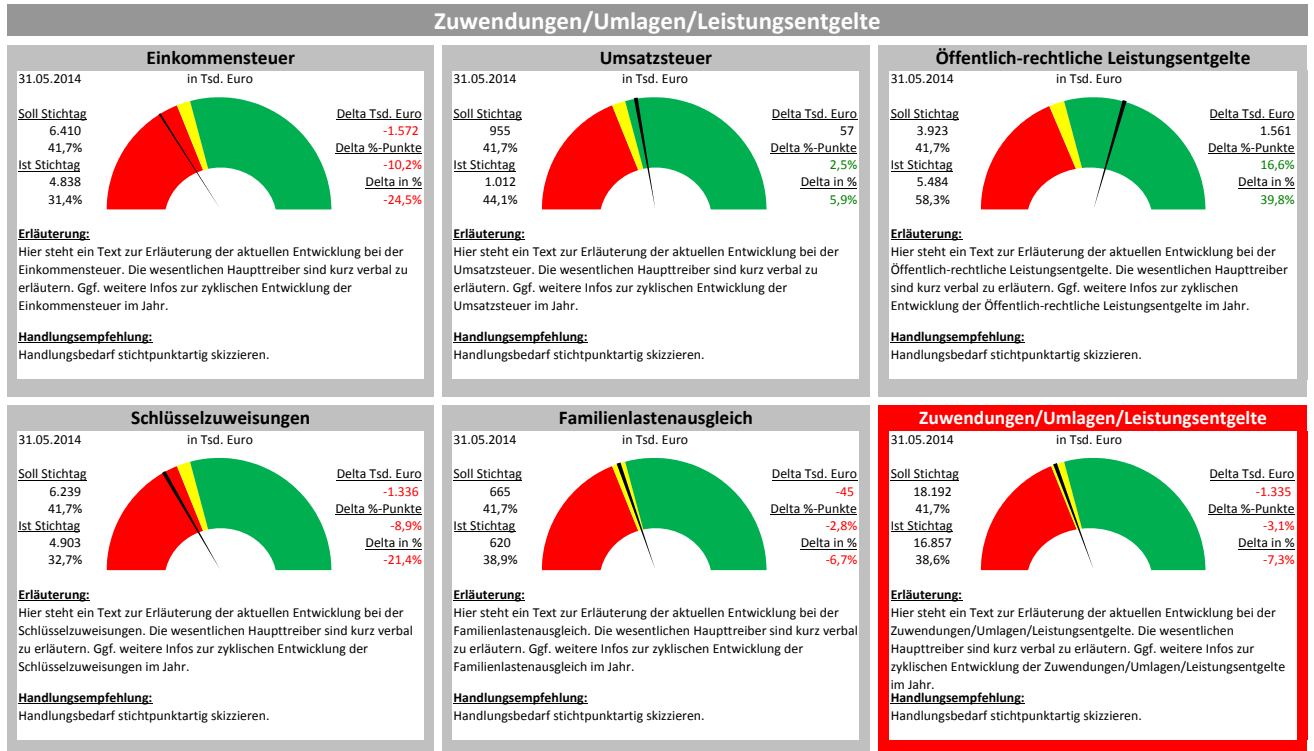 Zuwendungen/Umlagen/Leistungsentgelte
Einkommensteuer
31.05.2014 in Tsd. Euro
Soll Stichtag Delta Tsd. Euro
6.410 -1.572
41,7% Delta %-Punkte
Ist Stichtag -10,2%
4.838 Delta in %
31,4% -24,5%
Erläuterung:
Hier steht ein Text zur Erläuterung der aktuellen Entwicklung bei der
Einkommensteuer. Die wesentlichen Haupttreiber sind kurz verbal zu
erläutern. Ggf. weitere Infos zur zyklischen Entwicklung der
Einkommensteuer im Jahr.
Handlungsempfehlung:
Handlungsbedarf stichtpunktartig skizzieren.
Umsatzsteuer
31.05.2014 in Tsd. Euro
Soll Stichtag Delta Tsd. Euro
955 57
41,7% Delta %-Punkte
Ist Stichtag 2,5%
1.012 Delta in %
44,1% 5,9%
Erläuterung:
Hier steht ein Text zur Erläuterung der aktuellen Entwicklung bei der
Umsatzsteuer. Die wesentlichen Haupttreiber sind kurz verbal zu
erläutern. Ggf. weitere Infos zur zyklischen Entwicklung der
Umsatzsteuer im Jahr.
Handlungsempfehlung:
Handlungsbedarf stichtpunktartig skizzieren.
Öffentlich-rechtliche Leistungsentgelte
31.05.2014 in Tsd. Euro
Soll Stichtag Delta Tsd. Euro
3.923 1.561
41,7% Delta %-Punkte
Ist Stichtag 16,6%
5.484 Delta in %
58,3% 39,8%
Erläuterung:
Hier steht ein Text zur Erläuterung der aktuellen Entwicklung bei der
Öffentlich-rechtliche Leistungsentgelte. Die wesentlichen Haupttreiber
sind kurz verbal zu erläutern. Ggf. weitere Infos zur zyklischen
Entwicklung der Öffentlich-rechtliche Leistungsentgelte im Jahr.
Handlungsempfehlung:
Handlungsbedarf stichtpunktartig skizzieren.
Schlüsselzuweisungen
31.05.2014 in Tsd. Euro
Soll Stichtag Delta Tsd. Euro
6.239 -1.336
41,7% Delta %-Punkte
Ist Stichtag -8,9%
4.903 Delta in %
32,7% -21,4%
Erläuterung:
Hier steht ein Text zur Erläuterung der aktuellen Entwicklung bei der
Schlüsselzuweisungen. Die wesentlichen Haupttreiber sind kurz verbal
zu erläutern. Ggf. weitere Infos zur zyklischen Entwicklung der
Schlüsselzuweisungen im Jahr.
Handlungsempfehlung:
Handlungsbedarf stichtpunktartig skizzieren.
Familienlastenausgleich
31.05.2014 in Tsd. Euro
Soll Stichtag Delta Tsd. Euro
665 -45
41,7% Delta %-Punkte
Ist Stichtag -2,8%
620 Delta in %
38,9% -6,7%
Erläuterung:
Hier steht ein Text zur Erläuterung der aktuellen Entwicklung bei der
Familienlastenausgleich. Die wesentlichen Haupttreiber sind kurz verbal
zu erläutern. Ggf. weitere Infos zur zyklischen Entwicklung der
Familienlastenausgleich im Jahr.
Handlungsempfehlung:
Handlungsbedarf stichtpunktartig skizzieren.
Zuwendungen/Umlagen/Leistungsentgelte
31.05.2014 in Tsd. Euro
Soll Stichtag Delta Tsd. Euro
18.192 -1.335
41,7% Delta %-Punkte
Ist Stichtag -3,1%
16.857 Delta in %
38,6% -7,3%
Erläuterung:
Hier steht ein Text zur Erläuterung der aktuellen Entwicklung bei der
Zuwendungen/Umlagen/Leistungsentgelte. Die wesentlichen
Haupttreiber sind kurz verbal zu erläutern. Ggf. weitere Infos zur
zyklischen Entwicklung der Zuwendungen/Umlagen/Leistungsentgelte
im Jahr.
Handlungsempfehlung:
Handlungsbedarf stichtpunktartig skizzieren.